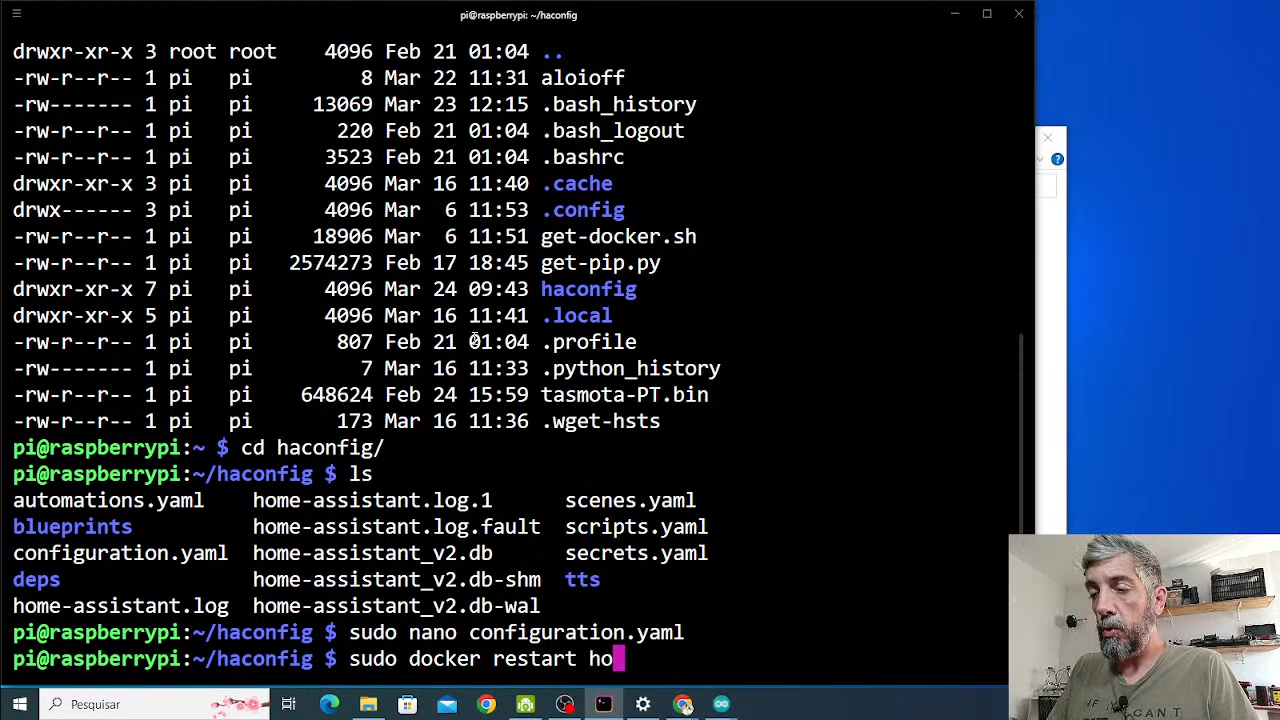 pi@raspberrypi: ~/haconfig
drwxr-xr-x 3 root root 4096 Feb 21 01:04 ..
-rw-r--r-- 1 pi pi 8 Mar 22 11:31 aloioff
-rw------- 1 pi pi 13069 Mar 23 12:15 .bash_history
-rw-r--r-- 1 pi pi 220 Feb 21 01:04 .bash_logout
-rw-r--r-- 1 pi pi 3523 Feb 21 01:04 .bashrc
drwxr-xr-x 3 pi pi 4096 Mar 16 11:40 .cache
drwx------ 3 pi pi 4096 Mar 6 11:53 .config
-rw-r--r-- 1 pi pi 18906 Mar 6 11:51 get-docker.sh
-rw-r--r-- 1 pi pi 2574273 Feb 17 18:45 get-pip.py
drwxr-xr-x 7 pi pi 4096 Mar 24 09:43 haconfig
drwxr-xr-x 5 pi pi 4096 Mar 16 11:41 .local
-rw-r--r-- 1 pi pi 807 Feb 21 01:04 .profile
-rw------- 1 pi pi 7 Mar 16 11:33 .python_history
-rw-r--r-- 1 pi pi 648624 Feb 24 15:59 tasmota-PT.bin
-rw-r--r-- 1 pi pi 173 Mar 16 11:36 .wget-hsts
pi@raspberrypi:~ $ cd haconfig/
pi@raspberrypi:~/haconfig $ ls
automations.yaml home-assistant.log.1 scenes.yaml
blueprints home-assistant.log.fault scripts.yaml
configuration.yaml home-assistant_v2.db secrets.yaml
deps home-assistant_v2.db-shm tts
home-assistant.log home-assistant_v2.db-wal
pi@raspberrypi:~/haconfig $ sudo nano configuration.yaml
pi@raspberrypi:~/haconfig $ sudo docker restart ho
Pesquisar